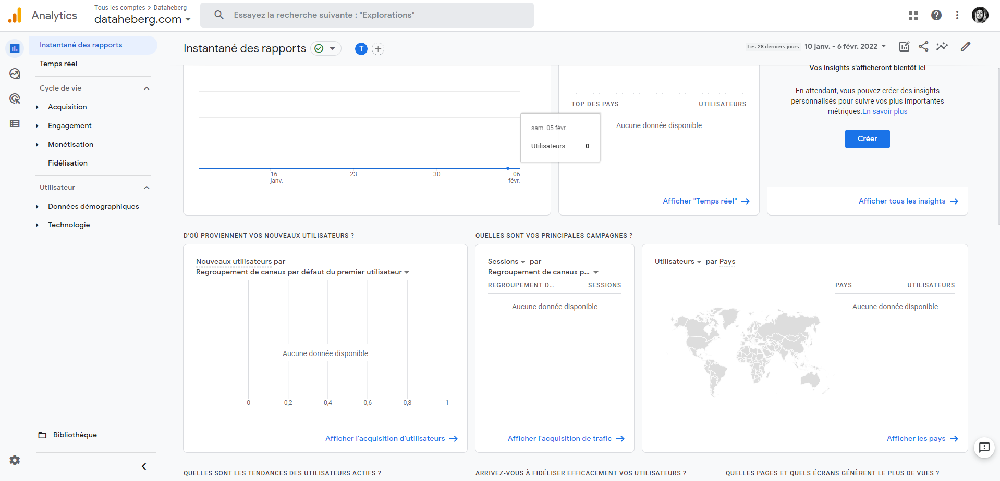 Analytics
Tous les comptes > Dataheberg
dataheberg.com
Essayez la recherche suivante : "Explorations"
Instantané des rapports
Temps réel
Cycle de vie
Acquisition
Engagement
Monétisation
Fidélisation
Utilisateur
Données démographiques
Technologie
Bibliothèque
Instantané des rapports
T
Les 28 derniers jours 10 janv. - 6 févr. 2022
16 janv.
23
30
06 févr.
sam. 05 févr.
Utilisateurs 0
TOP DES PAYS UTILISATEURS
Aucune donnée disponible
Afficher "Temps réel"
Vos insights s'afficheront bientôt ici
En attendant, vous pouvez créer des insights
personnalisés pour suivre vos plus importantes
métriques.En savoir plus
Créer
Afficher tous les insights
D'OÙ PROVIENNENT VOS NOUVEAUX UTILISATEURS ?
Nouveaux utilisateurs par
Regroupement de canaux par défaut du premier utilisateur
Aucune donnée disponible
0 0,2 0,4 0,6 0,8 1
Afficher l'acquisition d'utilisateurs
QUELLES SONT VOS PRINCIPALES CAMPAGNES ?
Sessions par
Regroupement de canaux p...
REGROUPEMENT D... SESSIONS
Aucune donnée disponible
Afficher l'acquisition de trafic
Utilisateurs par Pays
PAYS UTILISATEURS
Aucune donnée disponible
Afficher les pays
QUELLES SONT LES TENDANCES DES UTILISATEURS ACTIFS ?
ARRIVEZ-VOUS À FIDÉLISER EFFICACEMENT VOS UTILISATEURS ?
QUELLES PAGES ET QUELS ÉCRANS GÉNÈRENT LE PLUS DE VUES ?